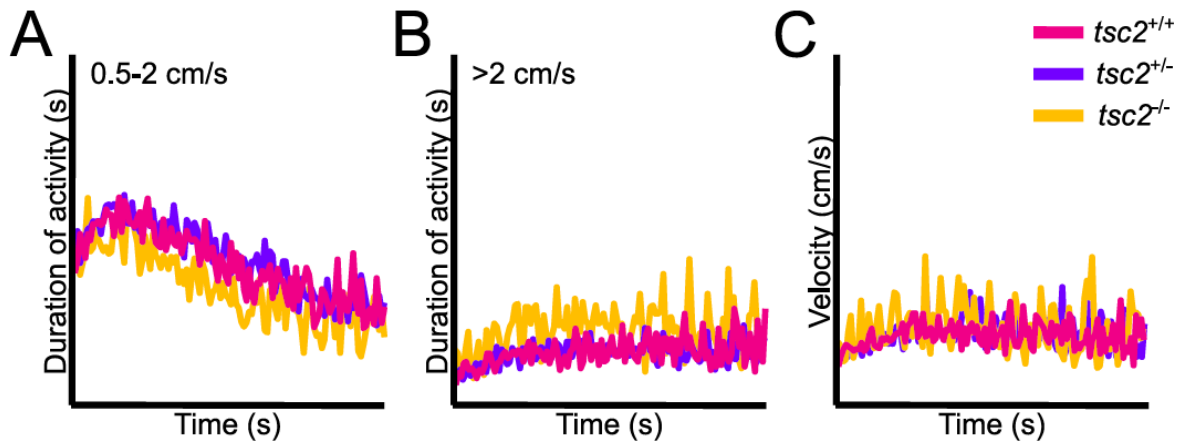 A
0.5-2 cm/s
Duration of activity (s)
Time (s)
B
>2 cm/s
Duration of activity (s)
Time (s)
C
Velocity (cm/s)
Time (s)
tsc2+/+
tsc2+/-
tsc2-/-